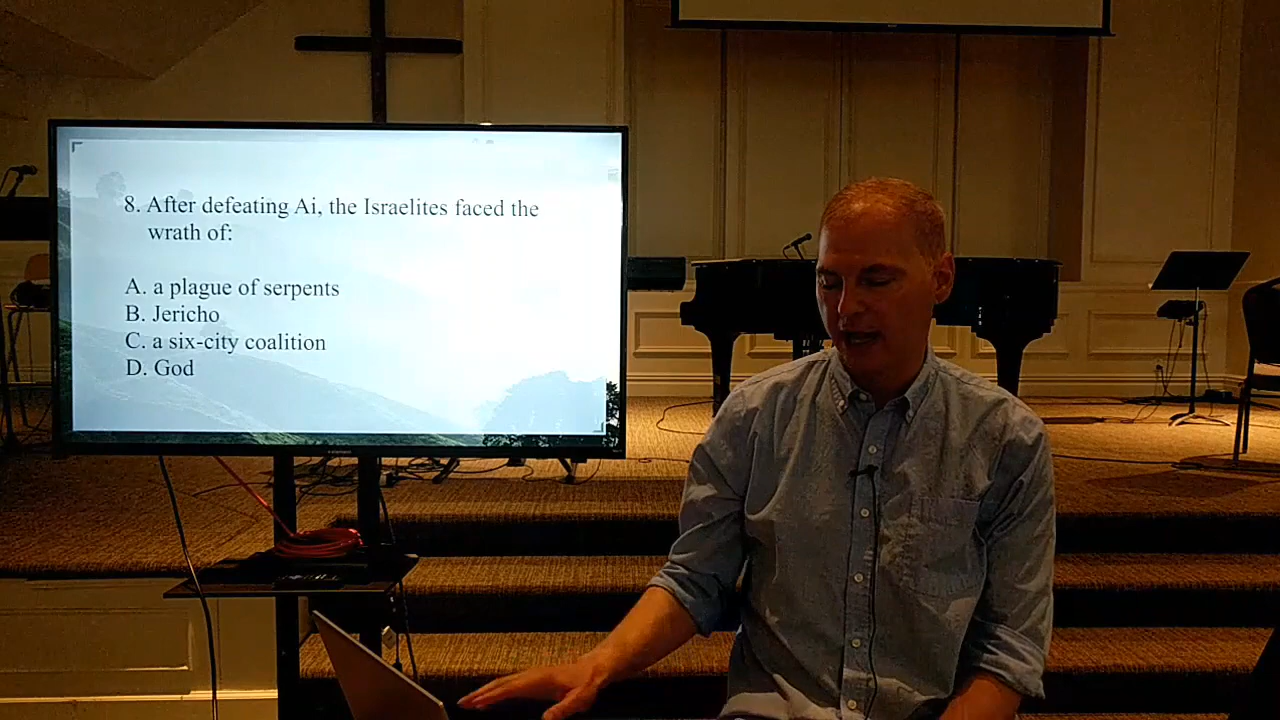 8. After defeating Ai, the Israelites faced the
wrath of:
A. a plague of serpents
B. Jericho
C. a six-city coalition
D. God